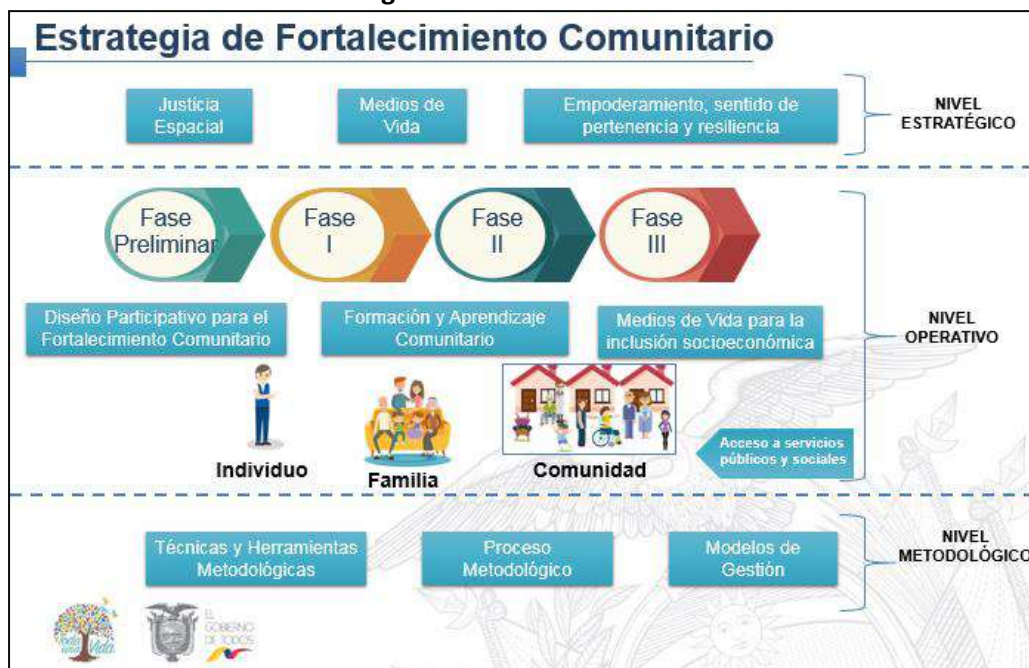 Estrategia de Fortalecimiento Comunitario
Justicia
Espacial
Medios de
Vida
Empoderamiento, sentido de
pertenencia y resiliencia
NIVEL
ESTRATÉGICO
Fase
Preliminar
Fase
I
Fase
II
Fase
III
Diseño Participativo para el
Fortalecimiento Comunitario
Formación y Aprendizaje
Comunitario
Medios de Vida para la
inclusión socioeconómica
NIVEL
OPERATIVO
Individuo
Familia
Comunidad
Acceso a servicios
públicos y sociales
Técnicas y Herramientas
Metodológicas
Proceso
Metodológico
Modelos de
Gestión
NIVEL
METODOLÓGICO
Toda
una Vida
EL
GOBIERNO
DE TODOS